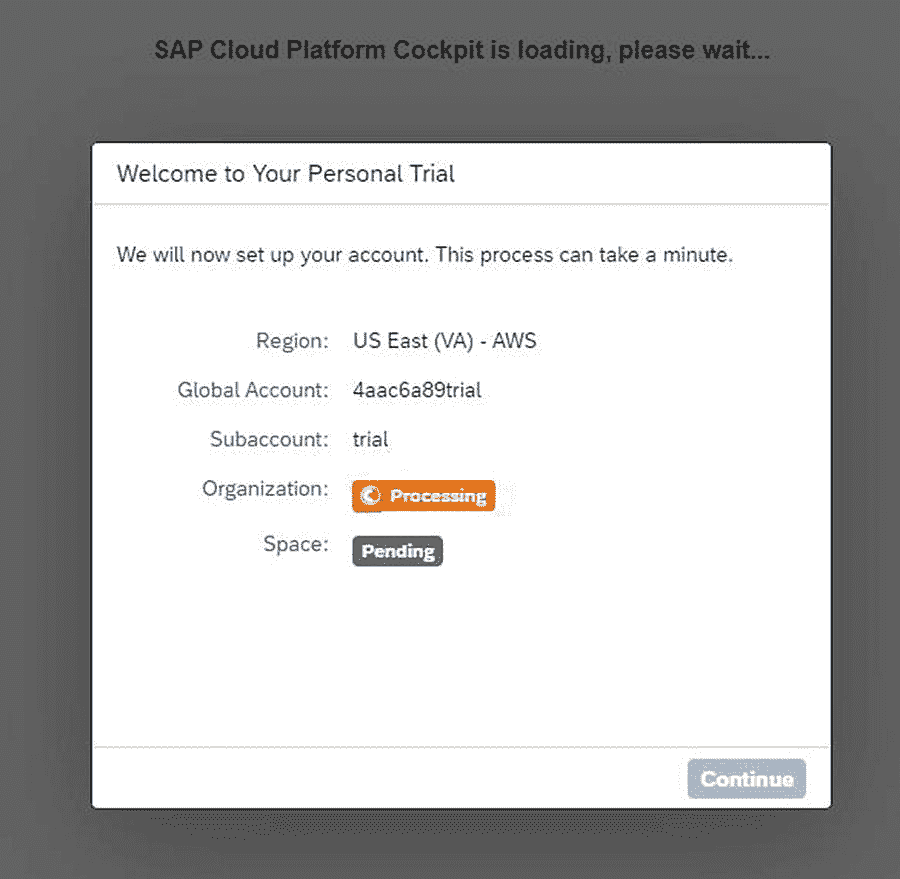 SAP Cloud Platform Cockpit is loading, please wait...
Welcome to Your Personal Trial
We will now set up your account. This process can take a minute.
Region: US East (VA) - AWS
Global Account: 4aac6a89trial
Subaccount: trial
Organization: Processing
Space: Pending
Continue